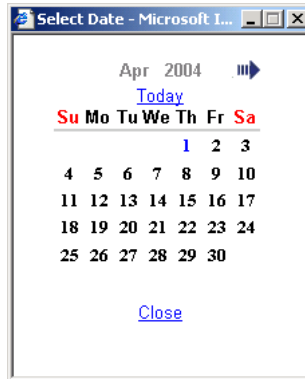 Select Date - Microsoft I...
Apr 2004
Today
Su Mo Tu We Th Fr Sa
1 2 3
4 5 6 7 8 9 10
11 12 13 14 15 16 17
18 19 20 21 22 23 24
25 26 27 28 29 30
Close